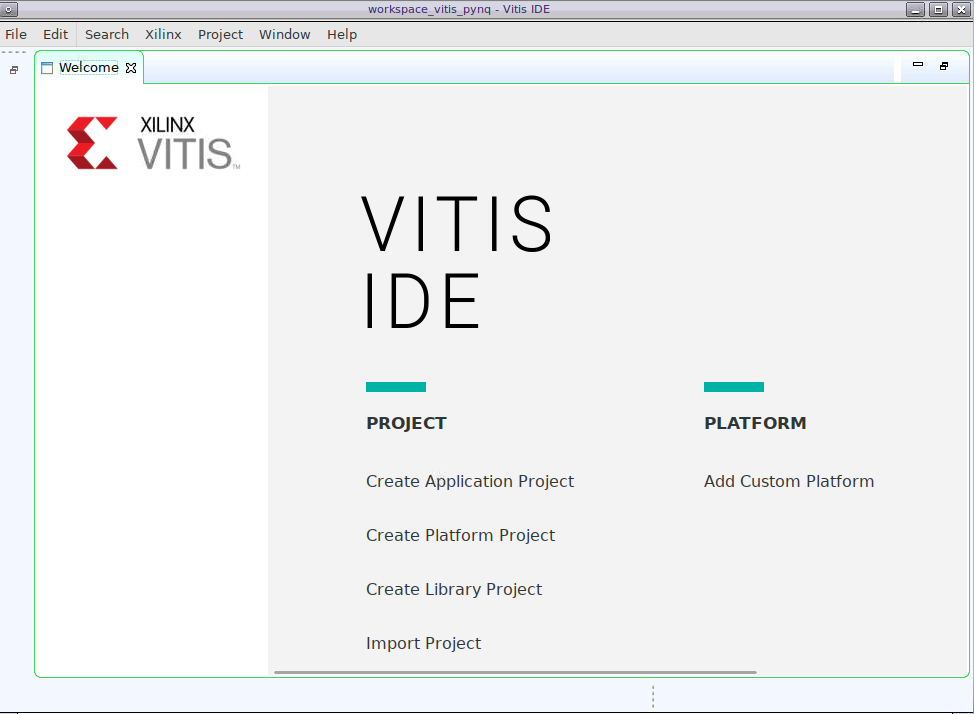 workspace_vitis_pynq - Vitis IDE
File Edit Search Xilinx Project Window Help
Welcome
XILINX
VITIS™
VITIS
IDE
PROJECT
Create Application Project
Create Platform Project
Create Library Project
Import Project
PLATFORM
Add Custom Platform